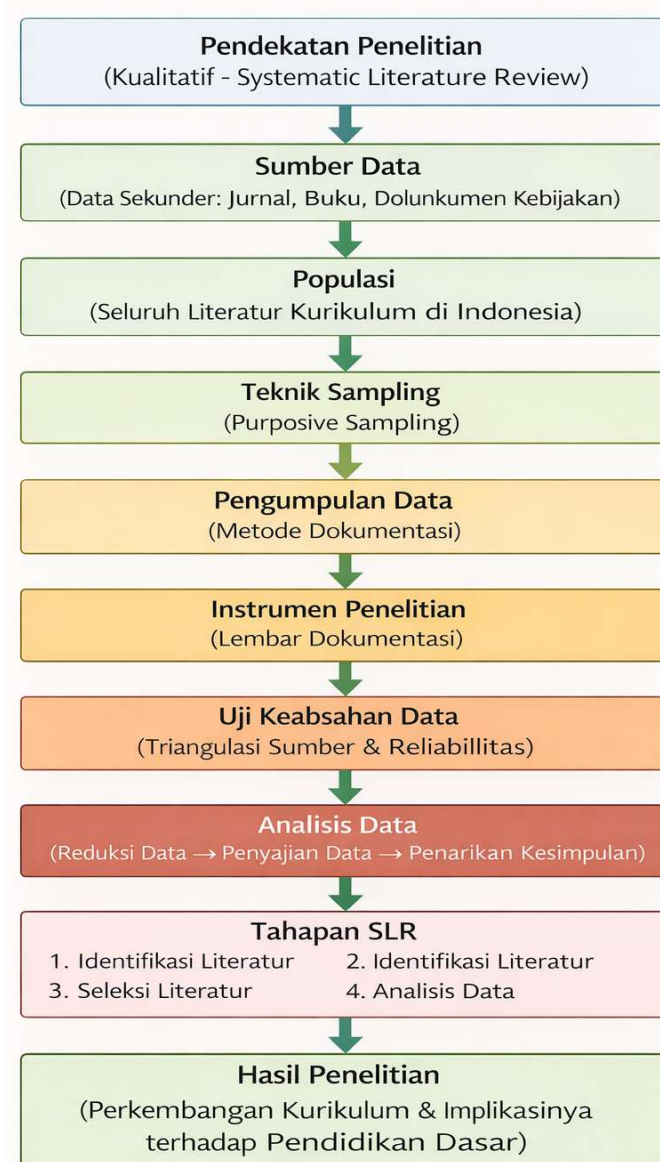 Pendekatan Penelitian
(Kualitatif - Systematic Literature Review)
Sumber Data
(Data Sekunder: Jurnal, Buku, Dolunkumen Kebijakan)
Populasi
(Seluruh Literatur Kurikulum di Indonesia)
Teknik Sampling
(Purposive Sampling)
Pengumpulan Data
(Metode Dokumentasi)
Instrumen Penelitian
(Lembar Dokumentasi)
Uji Keabsahan Data
(Triangulasi Sumber & Reliabillitas)
Analisis Data
(Reduksi Data → Penyajian Data → Penarikan Kesimpulan)
Tahapan SLR
1. Identifikasi Literatur 2. Identifikasi Literatur
3. Seleksi Literatur 4. Analisis Data
Hasil Penelitian
(Perkembangan Kurikulum & Implikasinya
terhadap Pendidikan Dasar)